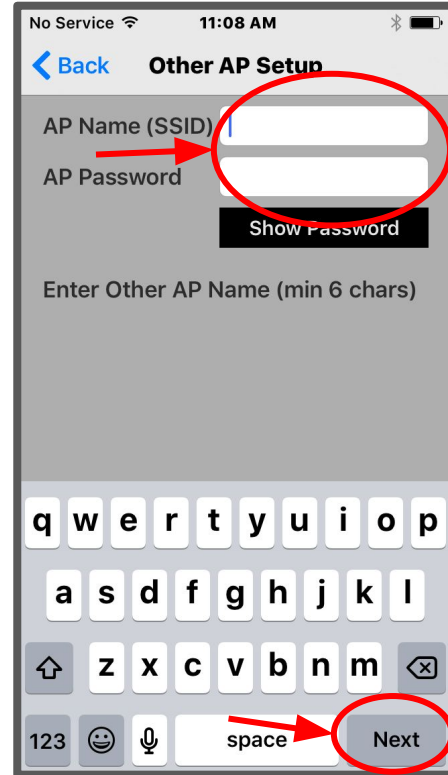 No Service 11:08 AM
Back Other AP Setup
AP Name (SSID)
AP Password
Show Password
Enter Other AP Name (min 6 chars)
q w e r t y u i o p
a s d f g h j k l
z x c v b n m
123 space Next